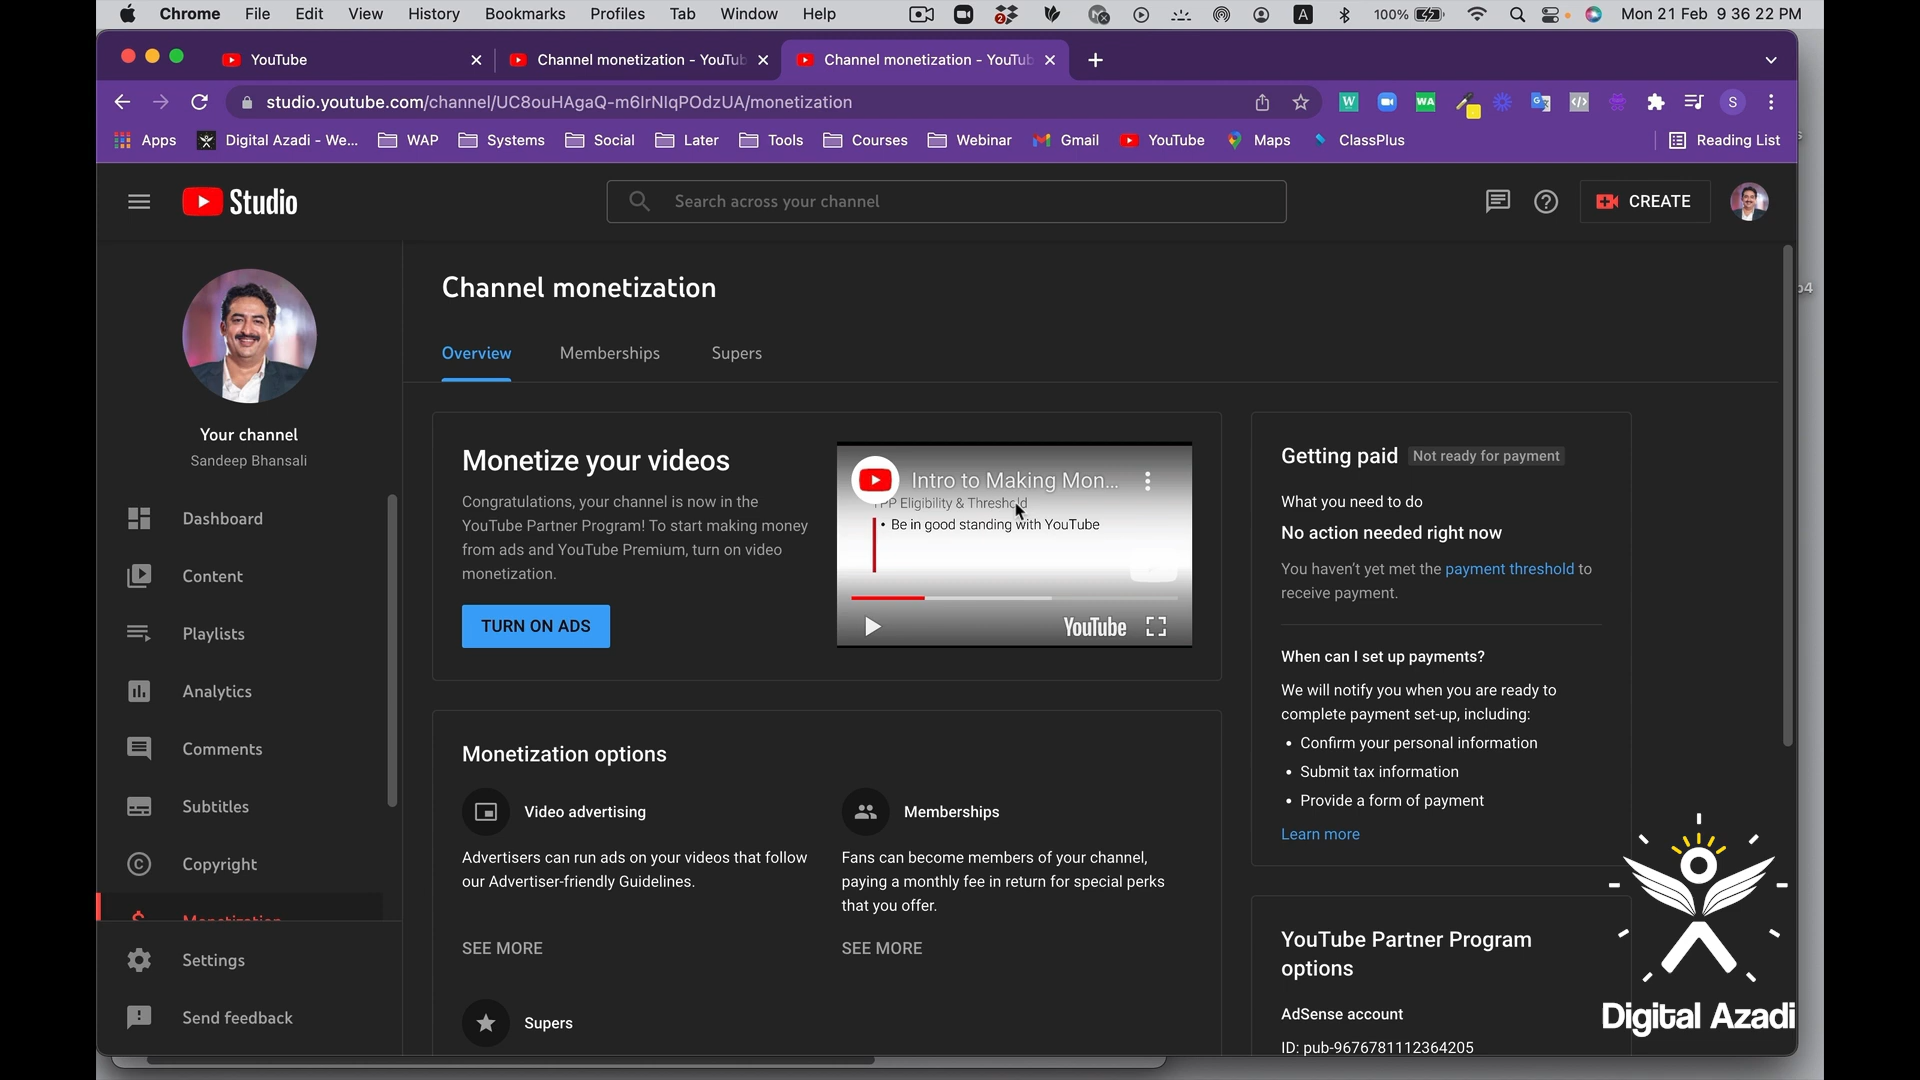 Chrome File Edit View History Bookmarks Profiles Tab Window Help 2 A 100% Mon 21 Feb 9 36 22 PM
YouTube Channel monetization - YouTub Channel monetization - YouTub
studio.youtube.com/channel/UC8ouHAgaQ-m6IrNIqPOdzUA/monetization W WA S
Apps Digital Azadi - We... WAP Systems Social Later Tools Courses Webinar Gmail YouTube Maps ClassPlus Reading List
Studio Search across your channel CREATE
Channel monetization
Overview Memberships Supers
Your channel
Sandeep Bhansali
Dashboard
Content
Playlists
Analytics
Comments
Subtitles
Copyright
Monetization
Settings
Send feedback
Monetize your videos
Congratulations, your channel is now in the
YouTube Partner Program! To start making money
from ads and YouTube Premium, turn on video
monetization.
TURN ON ADS
Intro to Making Mon...
YPP Eligibility & Threshold
• Be in good standing with YouTube
YouTube
Monetization options
Video advertising
Advertisers can run ads on your videos that follow
our Advertiser-friendly Guidelines.
SEE MORE
Memberships
Fans can become members of your channel,
paying a monthly fee in return for special perks
that you offer.
SEE MORE
Supers
Getting paid Not ready for payment
What you need to do
No action needed right now
You haven't yet met the payment threshold to
receive payment.
When can I set up payments?
We will notify you when you are ready to
complete payment set-up, including:
• Confirm your personal information
• Submit tax information
• Provide a form of payment
Learn more
YouTube Partner Program
options
AdSense account
ID: pub-9676781112364205
Digital Azadi